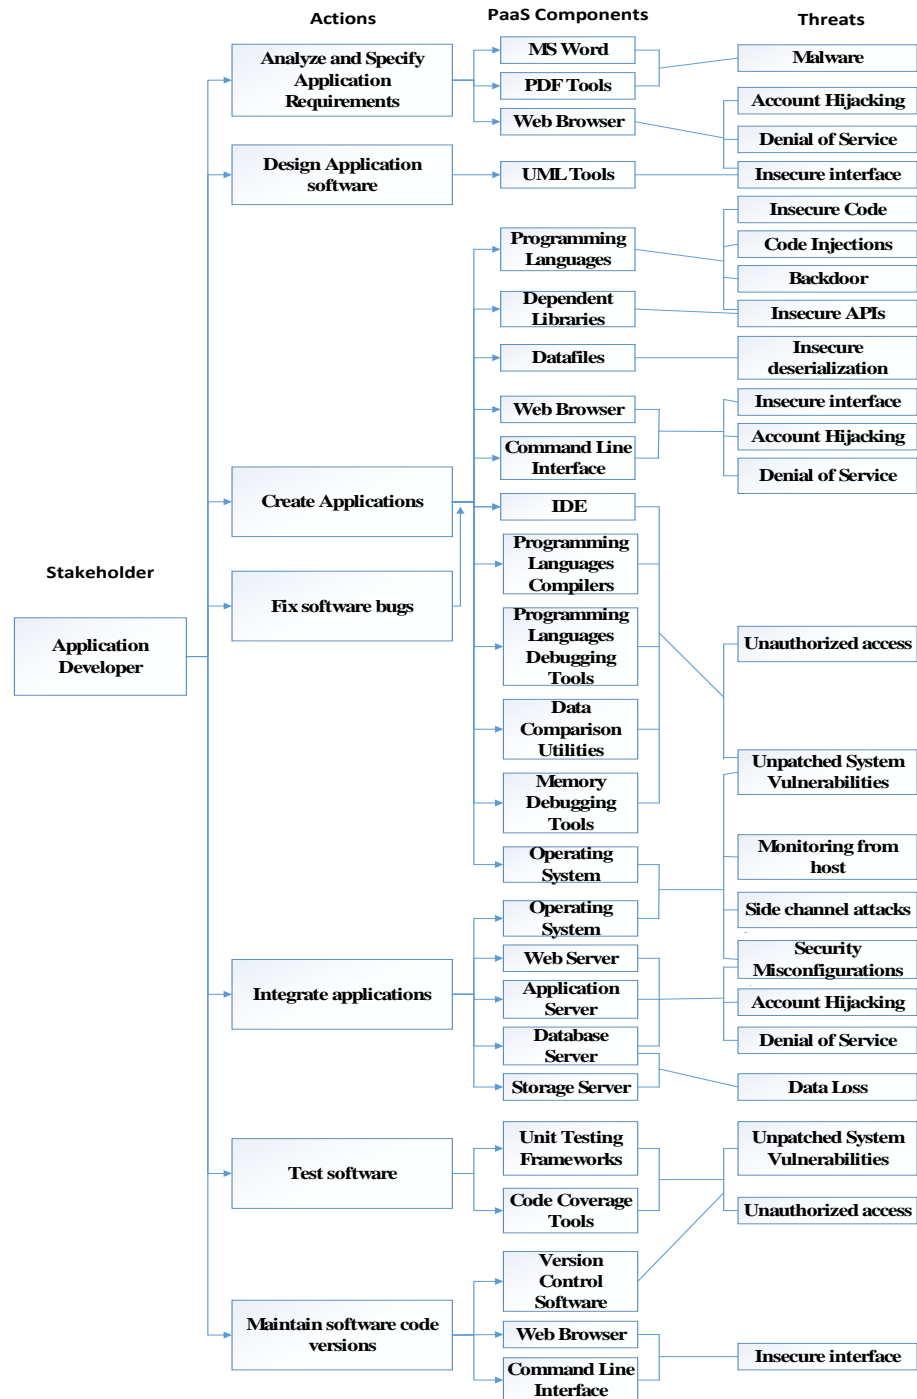 Actions
PaaS Components
Threats
Analyze and Specify
Application
Requirements
MS Word
PDF Tools
Web Browser
Malware
Account Hijacking
Denial of Service
Insecure interface
Design Application
software
UML Tools
Programming
Languages
Insecure Code
Code Injections
Backdoor
Insecure APIs
Dependent
Libraries
Datafiles
Insecure
deserialization
Web Browser
Command Line
Interface
Insecure interface
Account Hijacking
Denial of Service
Create Applications
IDE
Programming
Languages
Compilers
Stakeholder
Fix software bugs
Application
Developer
Programming
Languages
Debugging
Tools
Unauthorized access
Data
Comparison
Utilities
Unpatched System
Vulnerabilities
Memory
Debugging
Tools
Operating
System
Monitoring from
host
Operating
System
Side channel attacks
Web Server
Security
Misconfigurations
Integrate applications
Application
Server
Account Hijacking
Database
Server
Denial of Service
Storage Server
Data Loss
Test software
Unit Testing
Frameworks
Unpatched System
Vulnerabilities
Code Coverage
Tools
Unauthorized access
Version
Control
Software
Maintain software code
versions
Web Browser
Command Line
Interface
Insecure interface